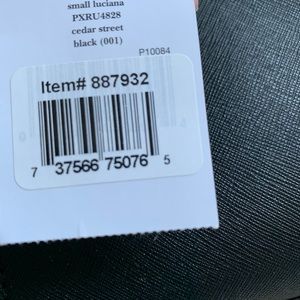 small luciana
PXRU4828
cedar street
black (001)
P10084
Item# 887932
7 37566 75076 5